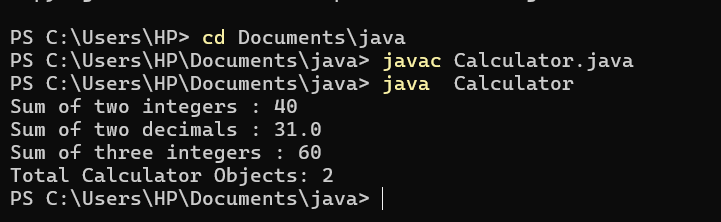 PS C:\Users\HP> cd Documents\java
PS C:\Users\HP\Documents\java> javac Calculator.java
PS C:\Users\HP\Documents\java> java  Calculator
Sum of two integers : 40
Sum of two decimals : 31.0
Sum of three integers : 60
Total Calculator Objects: 2
PS C:\Users\HP\Documents\java>